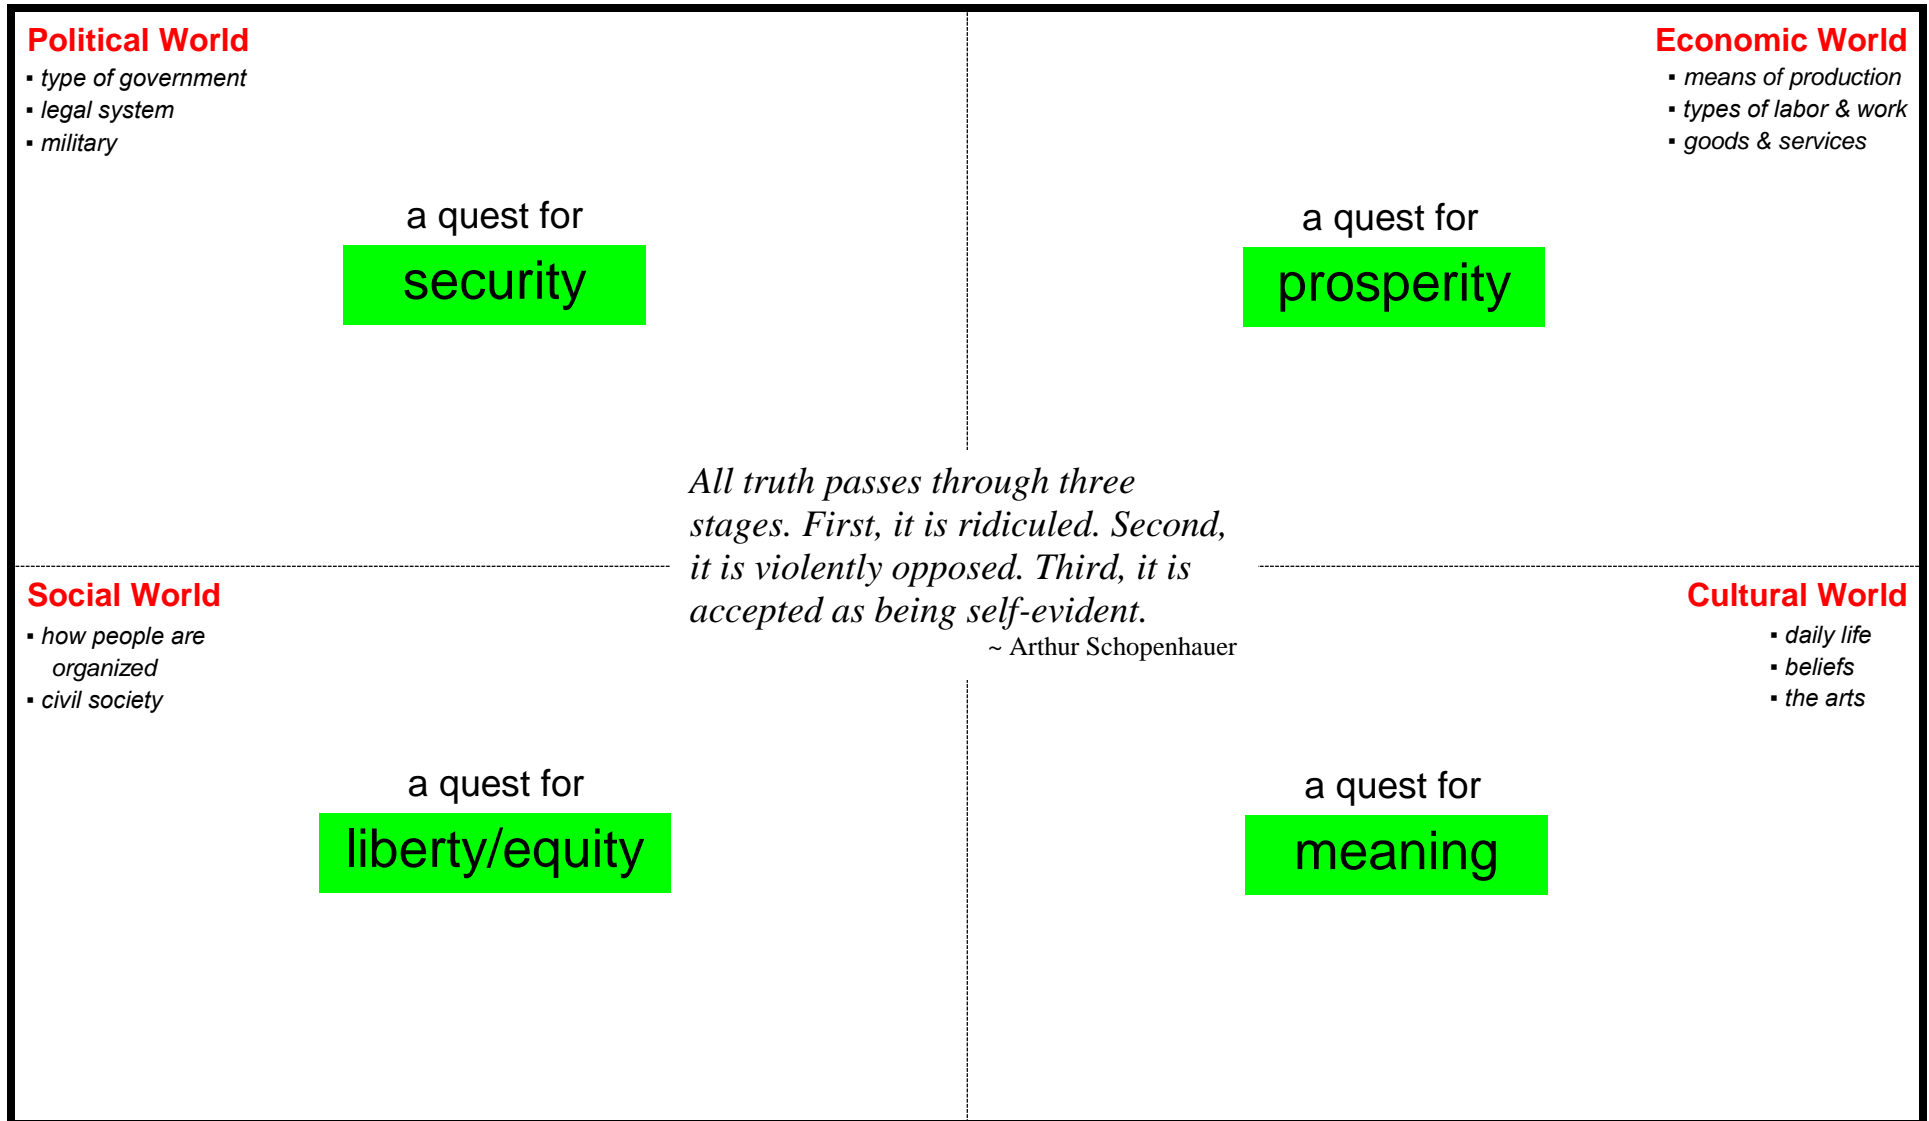 Political World
▪ type of government
▪ legal system
▪ military
a quest for
security
Economic World
▪ means of production
▪ types of labor & work
▪ goods & services
a quest for
prosperity
All truth passes through three
stages. First, it is ridiculed. Second,
it is violently opposed. Third, it is
accepted as being self-evident.
~ Arthur Schopenhauer
Social World
▪ how people are
organized
▪ civil society
a quest for
liberty/equity
Cultural World
▪ daily life
▪ beliefs
▪ the arts
a quest for
meaning